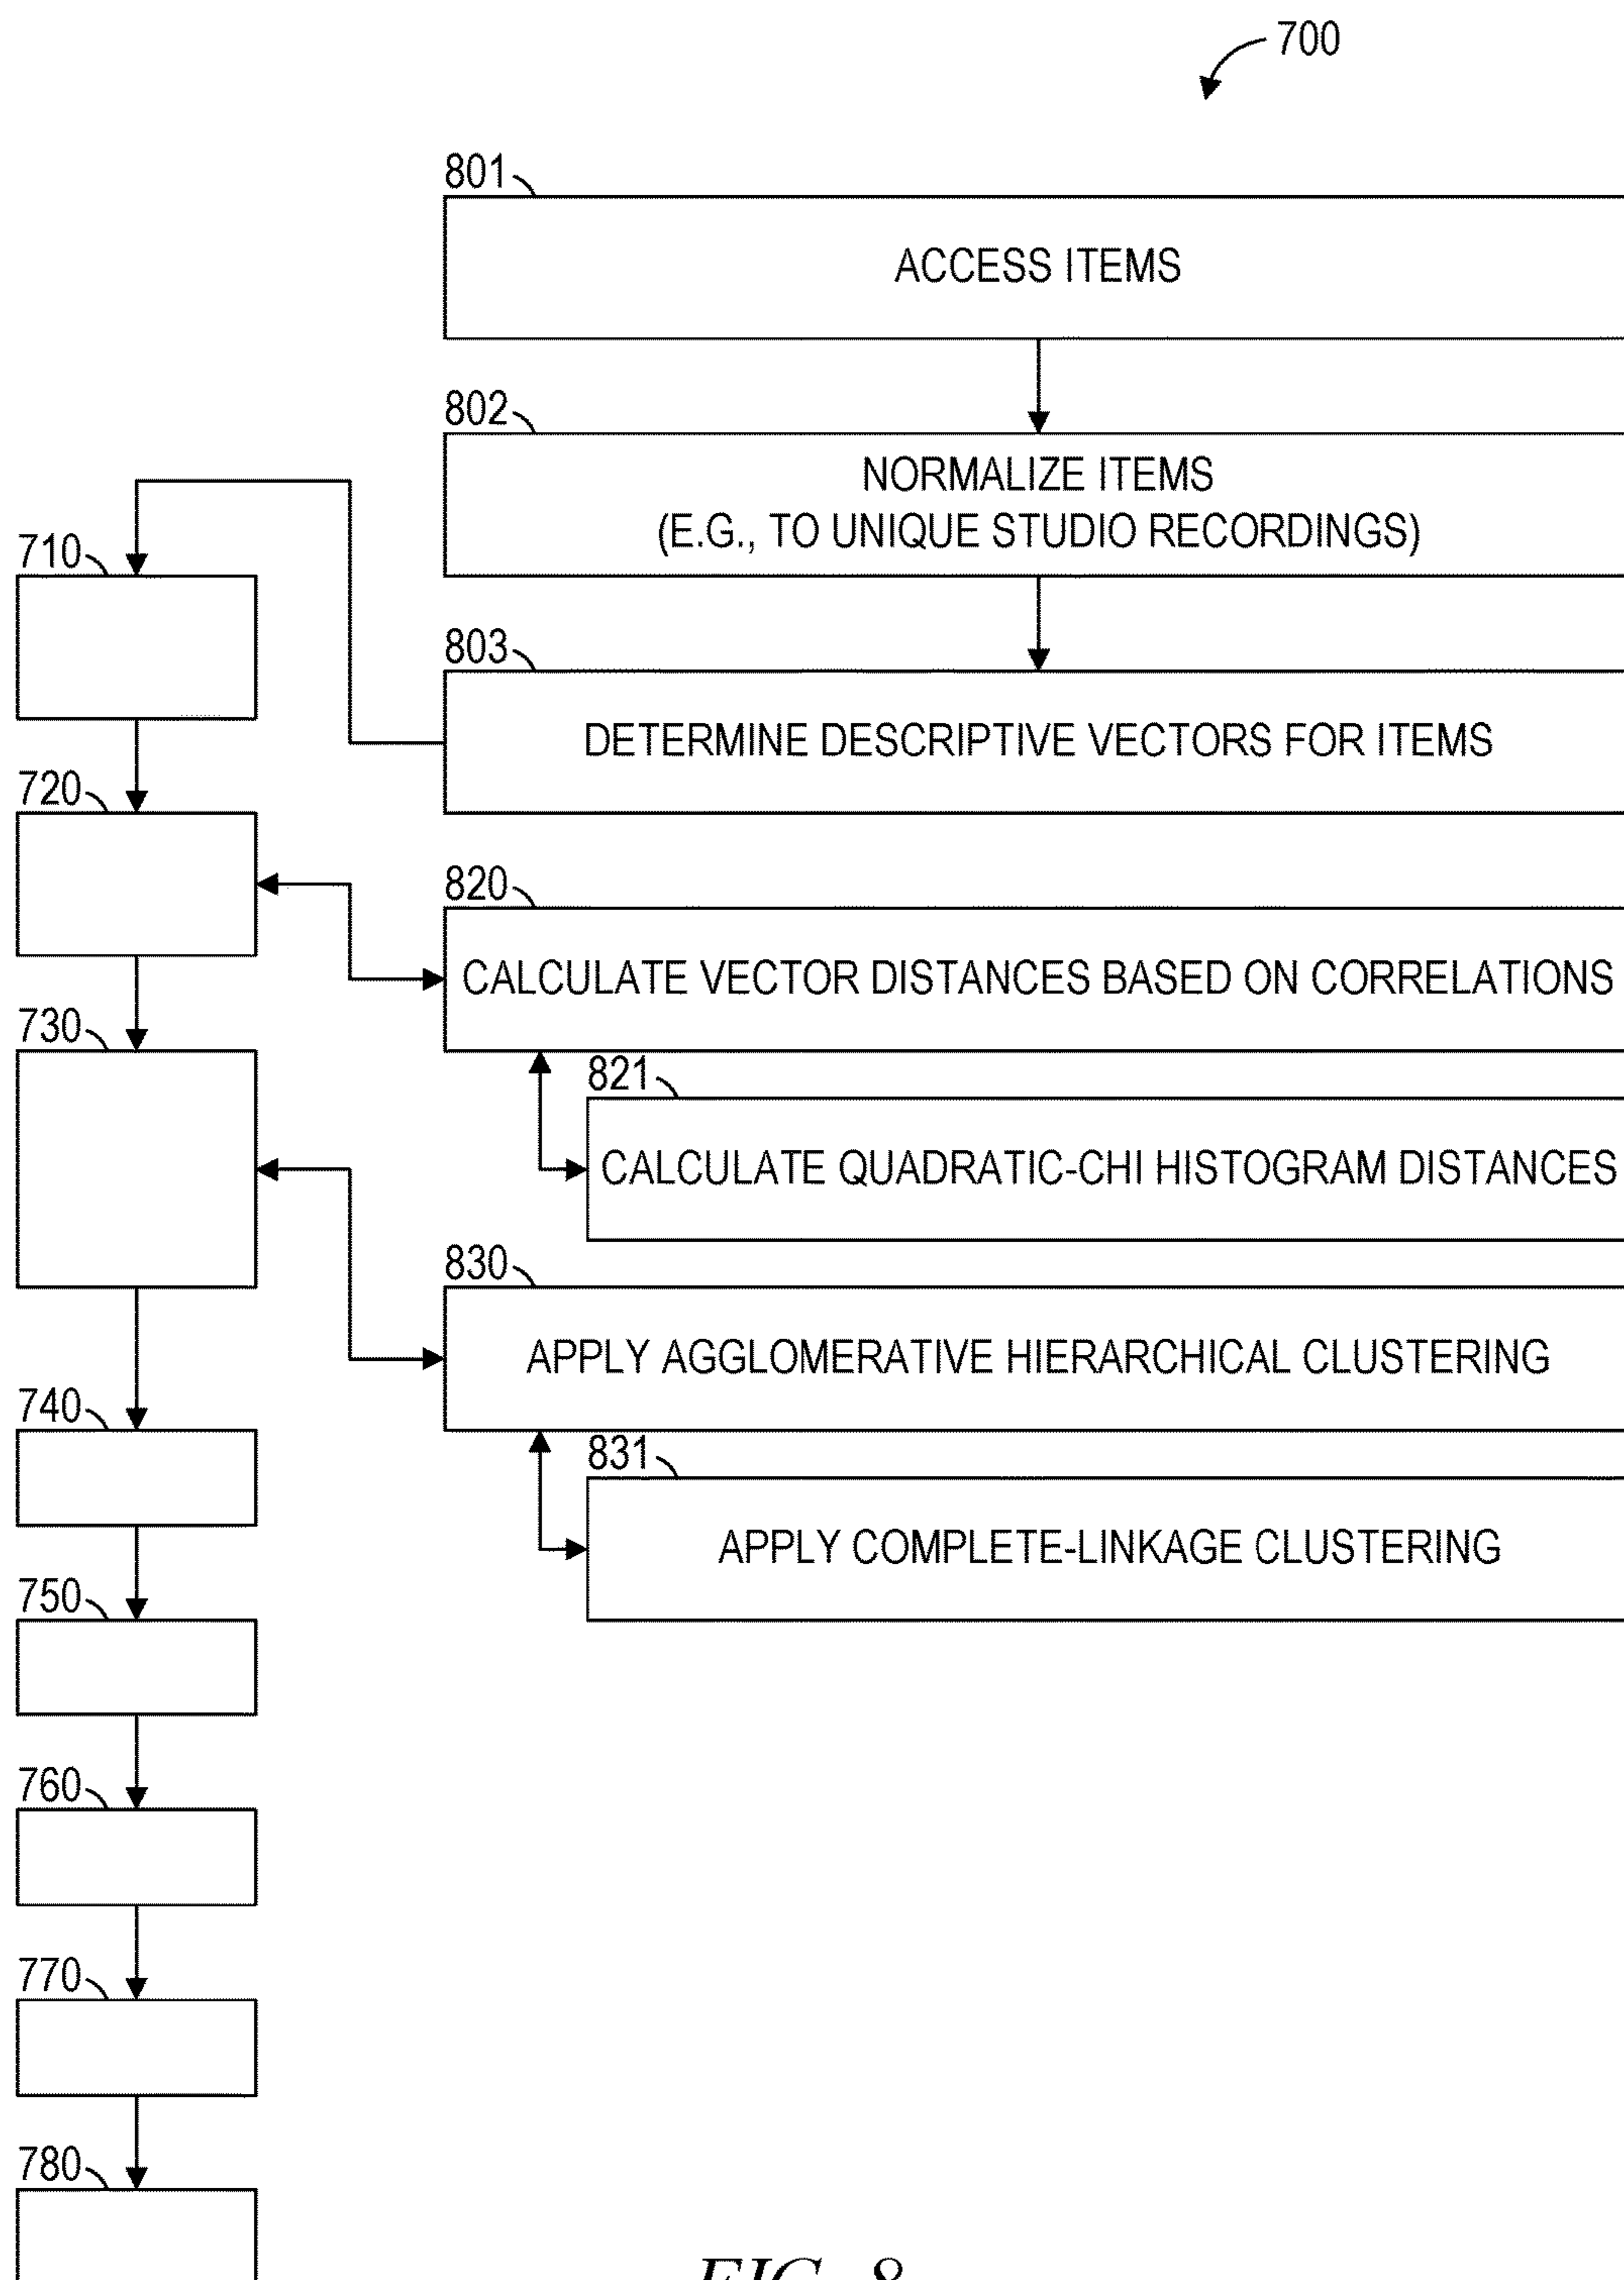 700
801
ACCESS ITEMS
802
NORMALIZE ITEMS
(E.G., TO UNIQUE STUDIO RECORDINGS)
710
803
DETERMINE DESCRIPTIVE VECTORS FOR ITEMS
720
820
CALCULATE VECTOR DISTANCES BASED ON CORRELATIONS
730
821
CALCULATE QUADRATIC-CHI HISTOGRAM DISTANCES
830
APPLY AGGLOMERATIVE HIERARCHICAL CLUSTERING
740
831
APPLY COMPLETE-LINKAGE CLUSTERING
750
760
770
780
FIG. 8